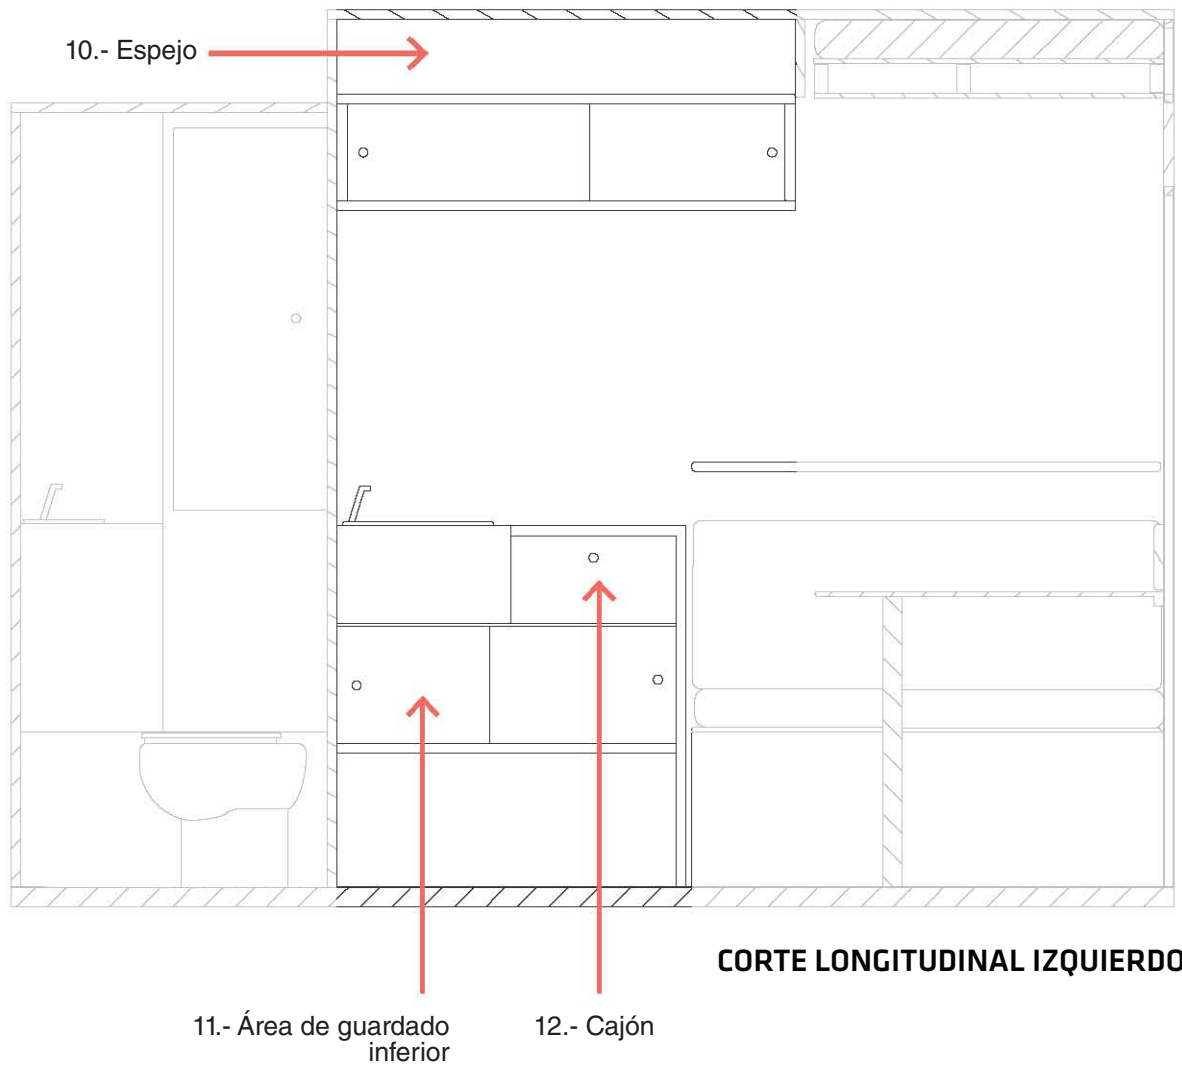 10.- Espejo
CORTE LONGITUDINAL IZQUIERDO
11.- Área de guardado
inferior
12.- Cajón